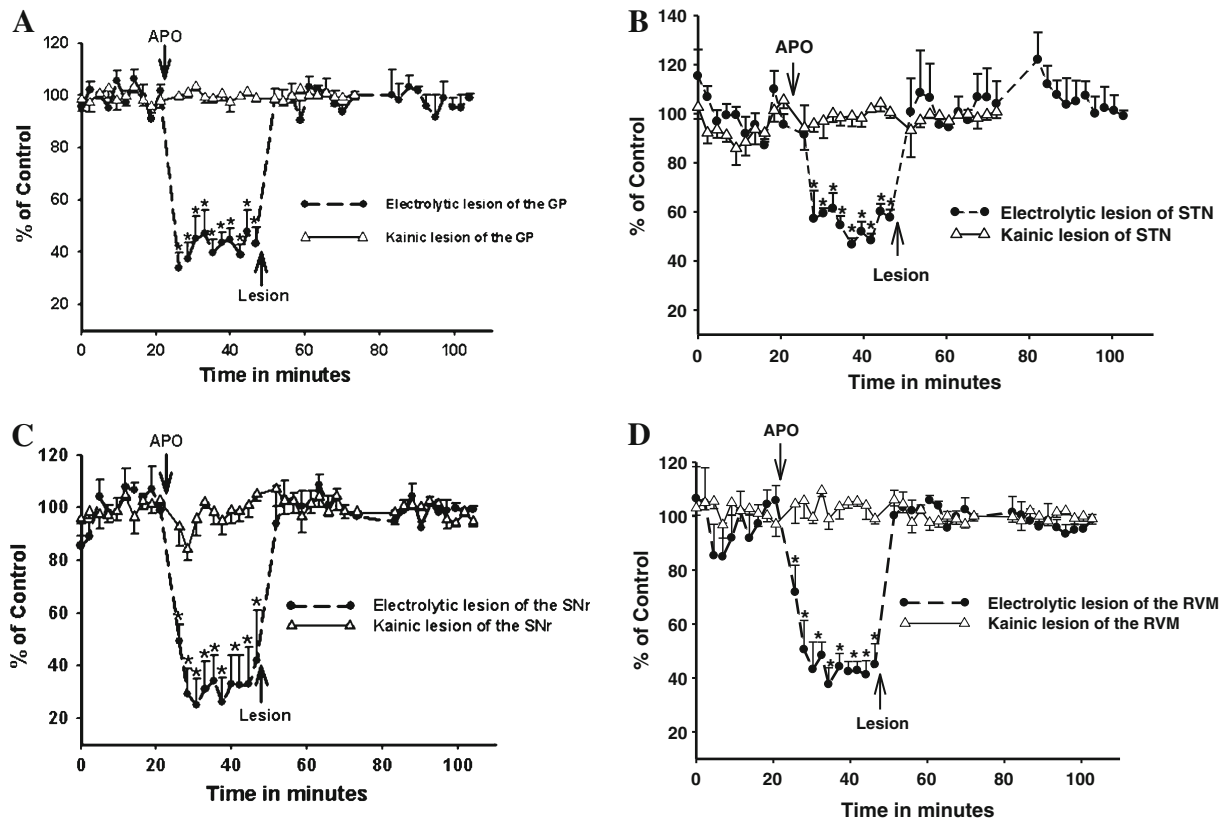 A
APO
120
100
80
60
40
20
% of Control
* * * * * * * * *
Electrolytic lesion of the GP
Kainic lesion of the GP
Lesion
0 20 40 60 80 100
Time in minutes
B
APO
140
120
100
80
60
40
20
% of Control
* * * * * * * * *
Electrolytic lesion of STN
Kainic lesion of STN
Lesion
0 20 40 60 80 100
Time in minutes
C
APO
120
100
80
60
40
20
% of Control
* * * * * * * * *
Electrolytic lesion of the SNr
Kainic lesion of the SNr
Lesion
0 20 40 60 80 100
Time in minutes
D
APO
120
100
80
60
40
20
% of Control
* * * * * * * * *
Electrolytic lesion of the RVM
Kainic lesion of the RVM
Lesion
0 20 40 60 80 100
Time in minutes